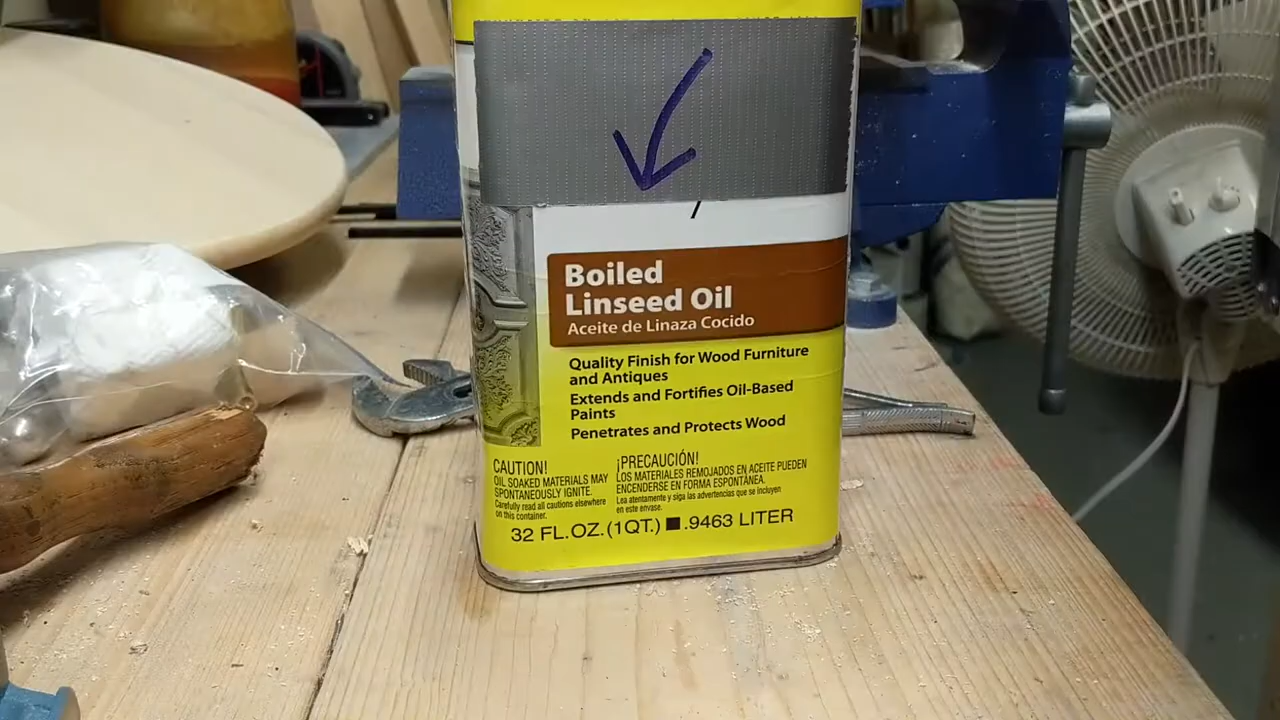 Boiled
Linseed Oil
Aceite de Linaza Cocido
Quality Finish for Wood Furniture
and Antiques
Extends and Fortifies Oil-Based
Paints
Penetrates and Protects Wood
CAUTION!
OIL SOAKED MATERIALS MAY
SPONTANEOUSLY IGNITE.
Carefully read all cautions elsewhere
on this container.
¡PRECAUCIÓN!
LOS MATERIALES REMOJADOS EN ACEITE PUEDEN
ENCENDERSE EN FORMA ESPONTÁNEA.
Lea atentamente y siga las advertencias que se incluyen
en este envase.
32 FL.OZ.(1QT.) ■ .9463 LITER